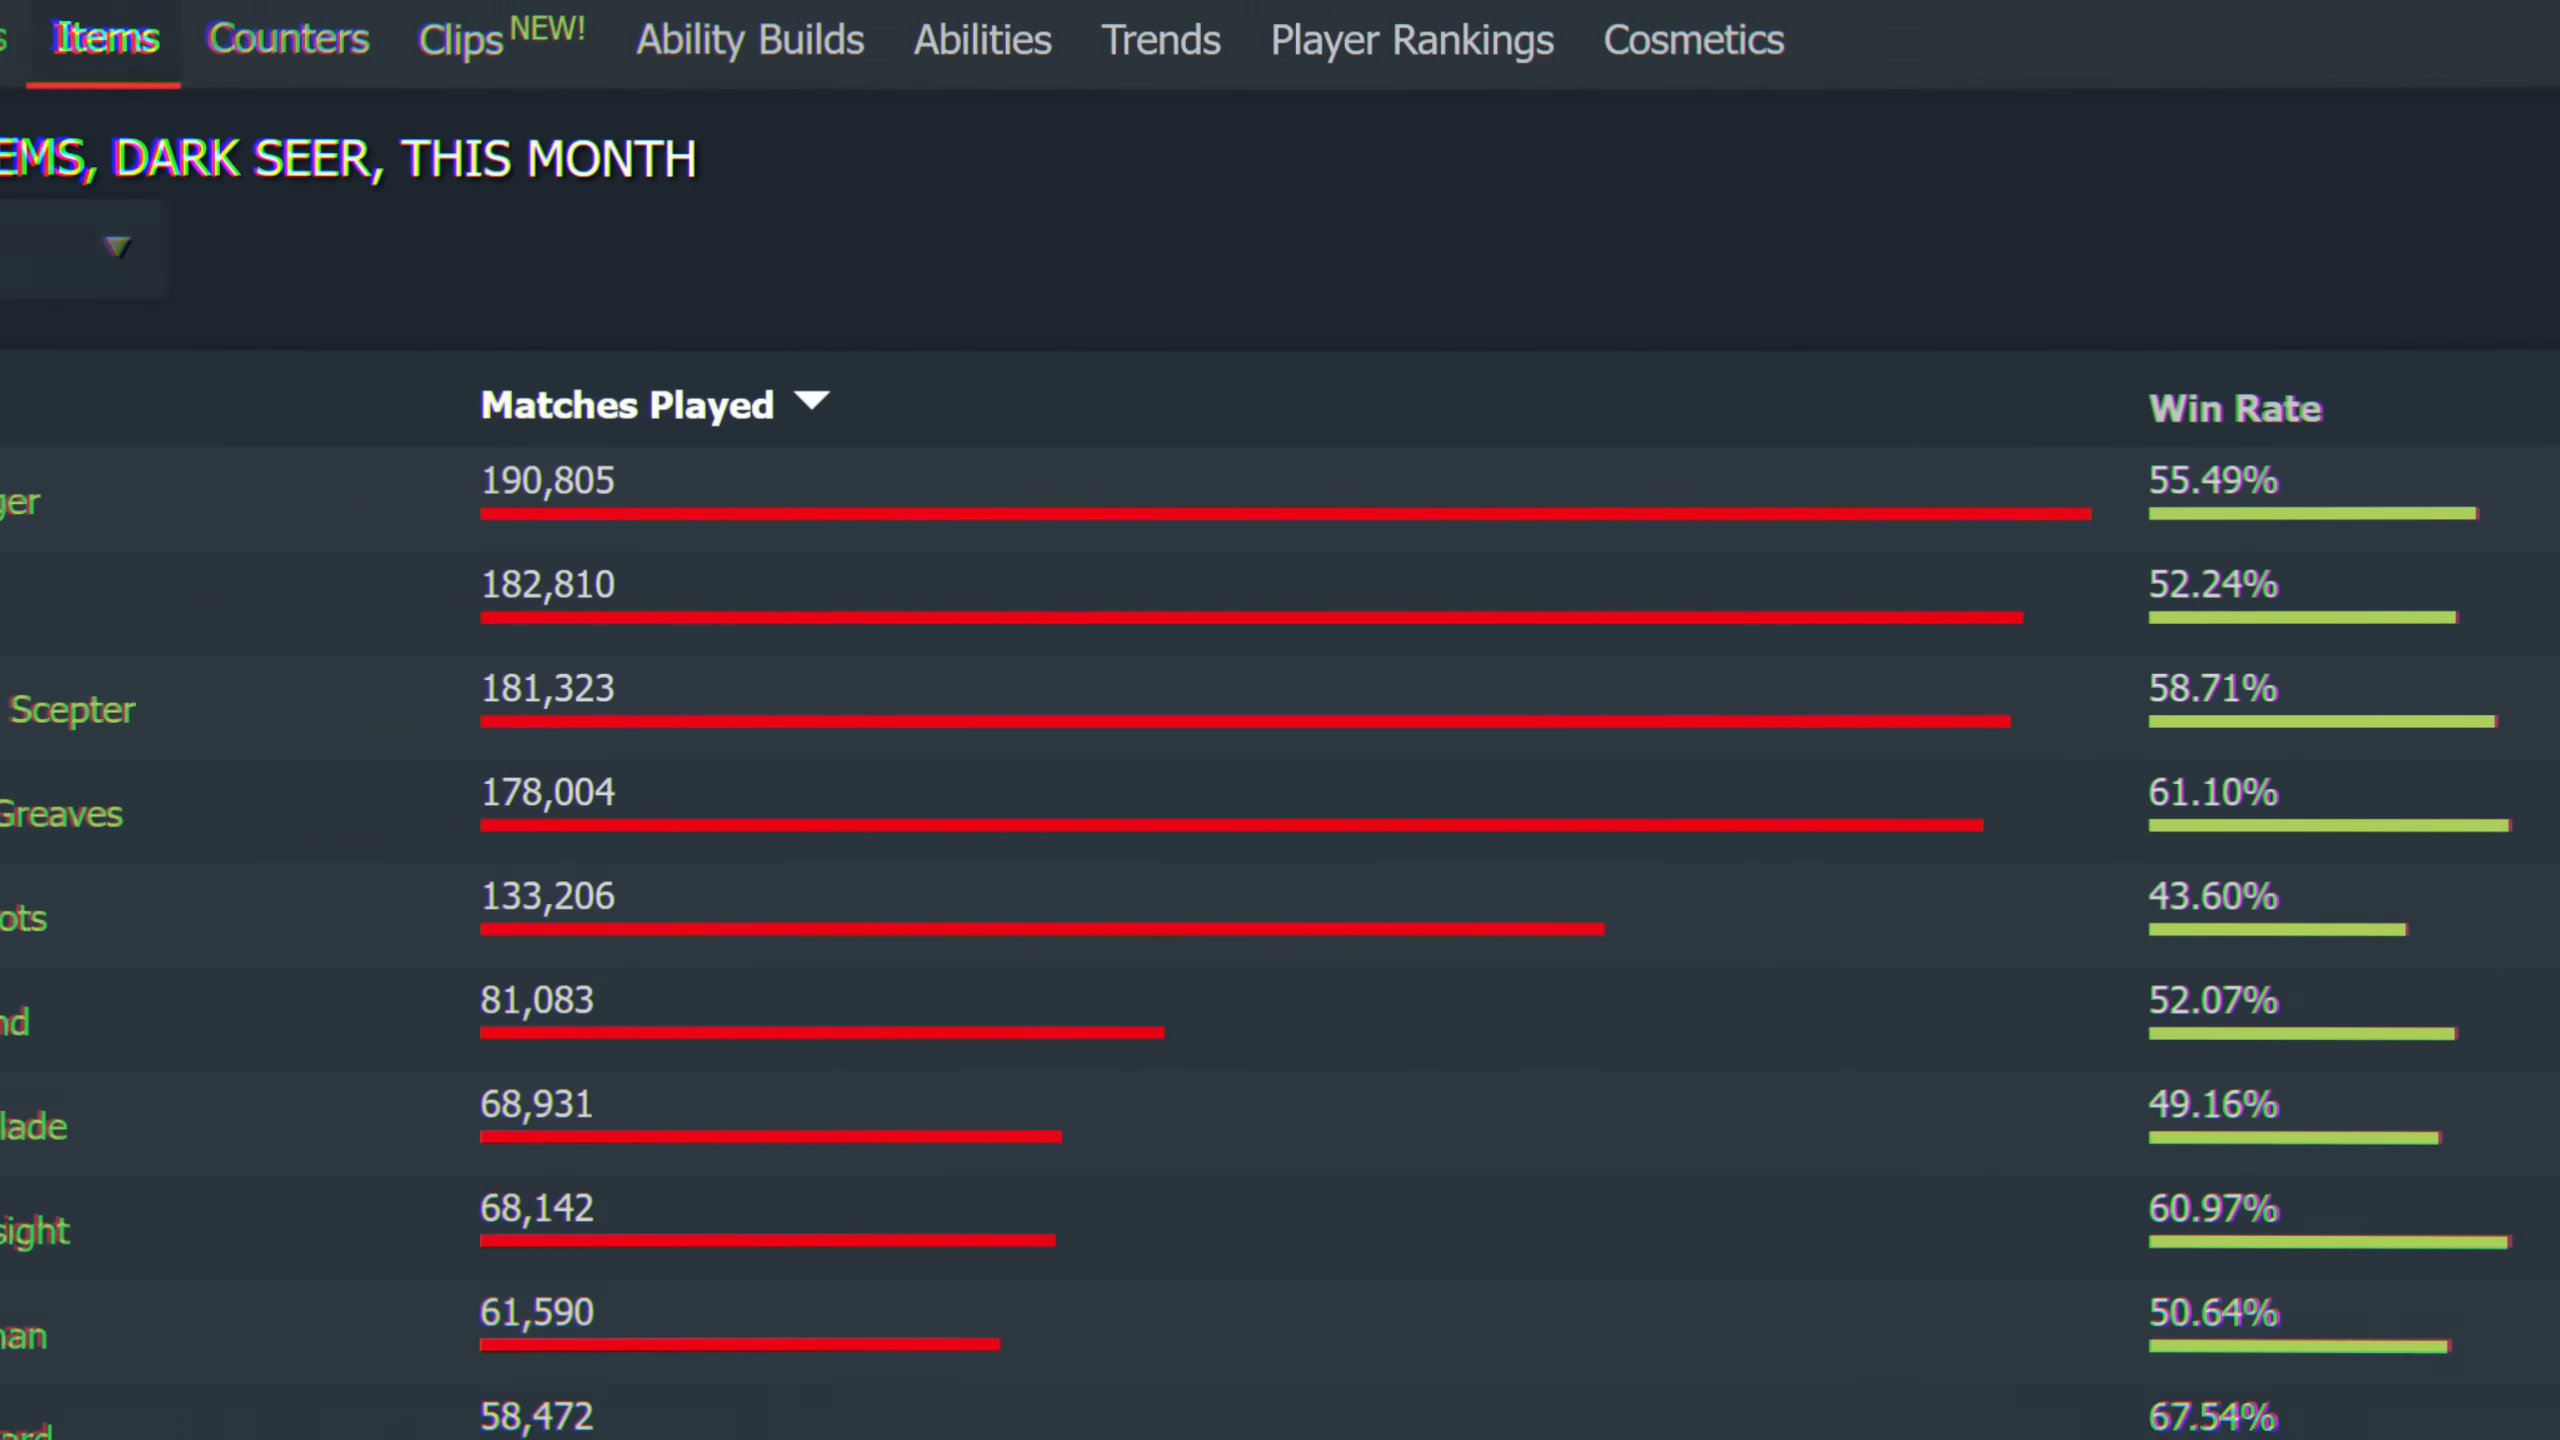 Items Counters Clips NEW! Ability Builds Abilities Trends Player Rankings Cosmetics
EMS, DARK SEER, THIS MONTH
Matches Played Win Rate
ger 190,805 55.49%
182,810 52.24%
Scepter 181,323 58.71%
Greaves 178,004 61.10%
ots 133,206 43.60%
nd 81,083 52.07%
lade 68,931 49.16%
sight 68,142 60.97%
nan 61,590 50.64%
ard 58,472 67.54%